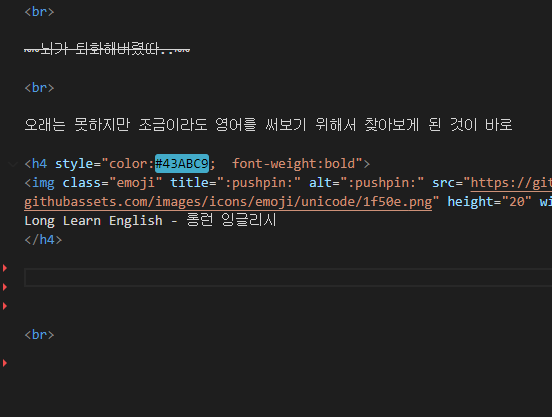 <br>
~~뇌가 퇴화해버렸따..~~
<br>
오래는 못하지만 조금이라도 영어를 써보기 위해서 찾아보게 된 것이 바로
<h4 style="color:#43ABC9;  font-weight:bold">
<img class="emoji" title=":pushpin:" alt=":pushpin:" src="https://git
githubassets.com/images/icons/emoji/unicode/1f50e.png" height="20" wi
Long Learn English - 롱런 잉글리시
</h4>
<br>